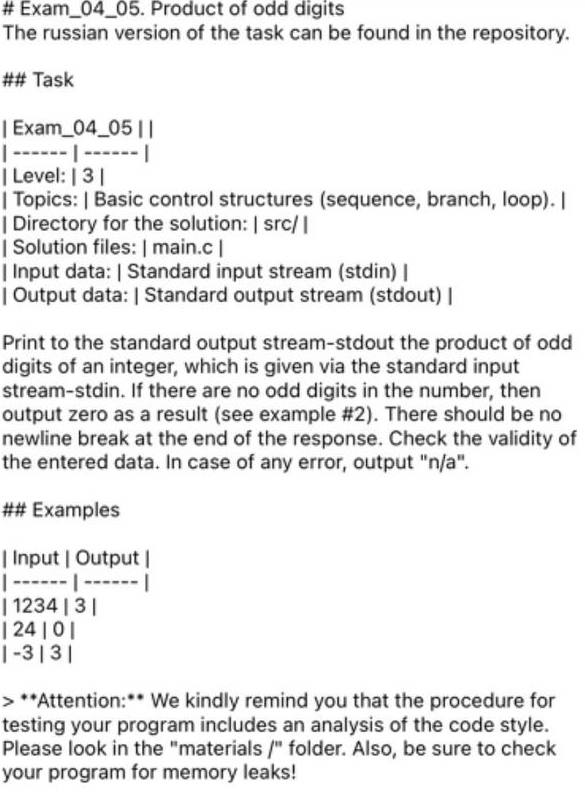 # Exam_04_05. Product of odd digits
The russian version of the task can be found in the repository.
## Task
| Exam_04_05 | |
| ------ | ------ |
| Level: | 3 |
| Topics: | Basic control structures (sequence, branch, loop). |
| Directory for the solution: | src/ |
| Solution files: | main.c |
| Input data: | Standard input stream (stdin) |
| Output data: | Standard output stream (stdout) |
Print to the standard output stream-stdout the product of odd
digits of an integer, which is given via the standard input
stream-stdin. If there are no odd digits in the number, then
output zero as a result (see example #2). There should be no
newline break at the end of the response. Check the validity of
the entered data. In case of any error, output "n/a".
## Examples
| Input | Output |
| ------ | ------ |
| 1234 | 3 |
| 24 | 0 |
| -3 | 3 |
> **Attention:** We kindly remind you that the procedure for
testing your program includes an analysis of the code style.
Please look in the "materials /" folder. Also, be sure to check
your program for memory leaks!